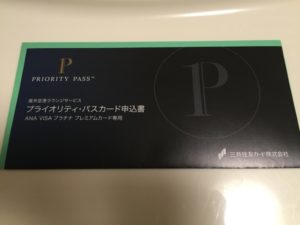 P
PRIORITY PASS™
海外空港ラウンジサービス
プライオリティ・パスカード申込書
ANA VISA プラチナ プレミアムカード専用
三井住友カード株式会社